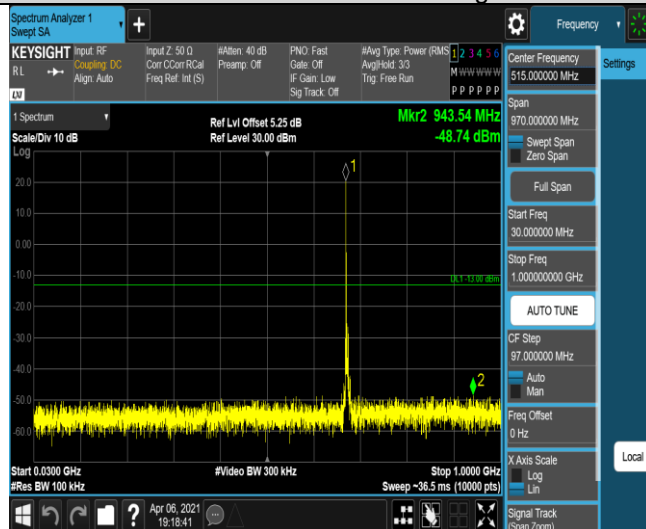 Spectrum Analyzer 1
Swept SA
+
Frequency
KEYSIGHT
RL
LXI
Input: RF
Coupling: DC
Align: Auto
Input Z: 50 Ω
Corr CCorr RCal
Freq Ref: Int (S)
#Atten: 40 dB
Preamp: Off
PNO: Fast
Gate: Off
IF Gain: Low
Sig Track: Off
#Avg Type: Power (RMS
Avg|Hold: 3/3
Trig: Free Run
1 2 3 4 5 6
M W W W W W
P P P P P P
1 Spectrum
Scale/Div 10 dB
Log
Ref Lvl Offset 5.25 dB
Ref Level 30.00 dBm
Mkr2 943.54 MHz
-48.74 dBm
1
20.0
10.0
0.00
-10.0
DL1 -13.00 dBm
-20.0
-30.0
-40.0
2
-50.0
-60.0
Start 0.0300 GHz
#Res BW 100 kHz
#Video BW 300 kHz
Stop 1.0000 GHz
Sweep ~36.5 ms (10000 pts)
Center Frequency
515.000000 MHz
Settings
Span
970.000000 MHz
Swept Span
Zero Span
Full Span
Start Freq
30.000000 MHz
Stop Freq
1.000000000 GHz
AUTO TUNE
CF Step
97.000000 MHz
Auto
Man
Freq Offset
0 Hz
X Axis Scale
Log
Lin
Local
Signal Track
(Span Zoom)
?
Apr 06, 2021
19:18:41